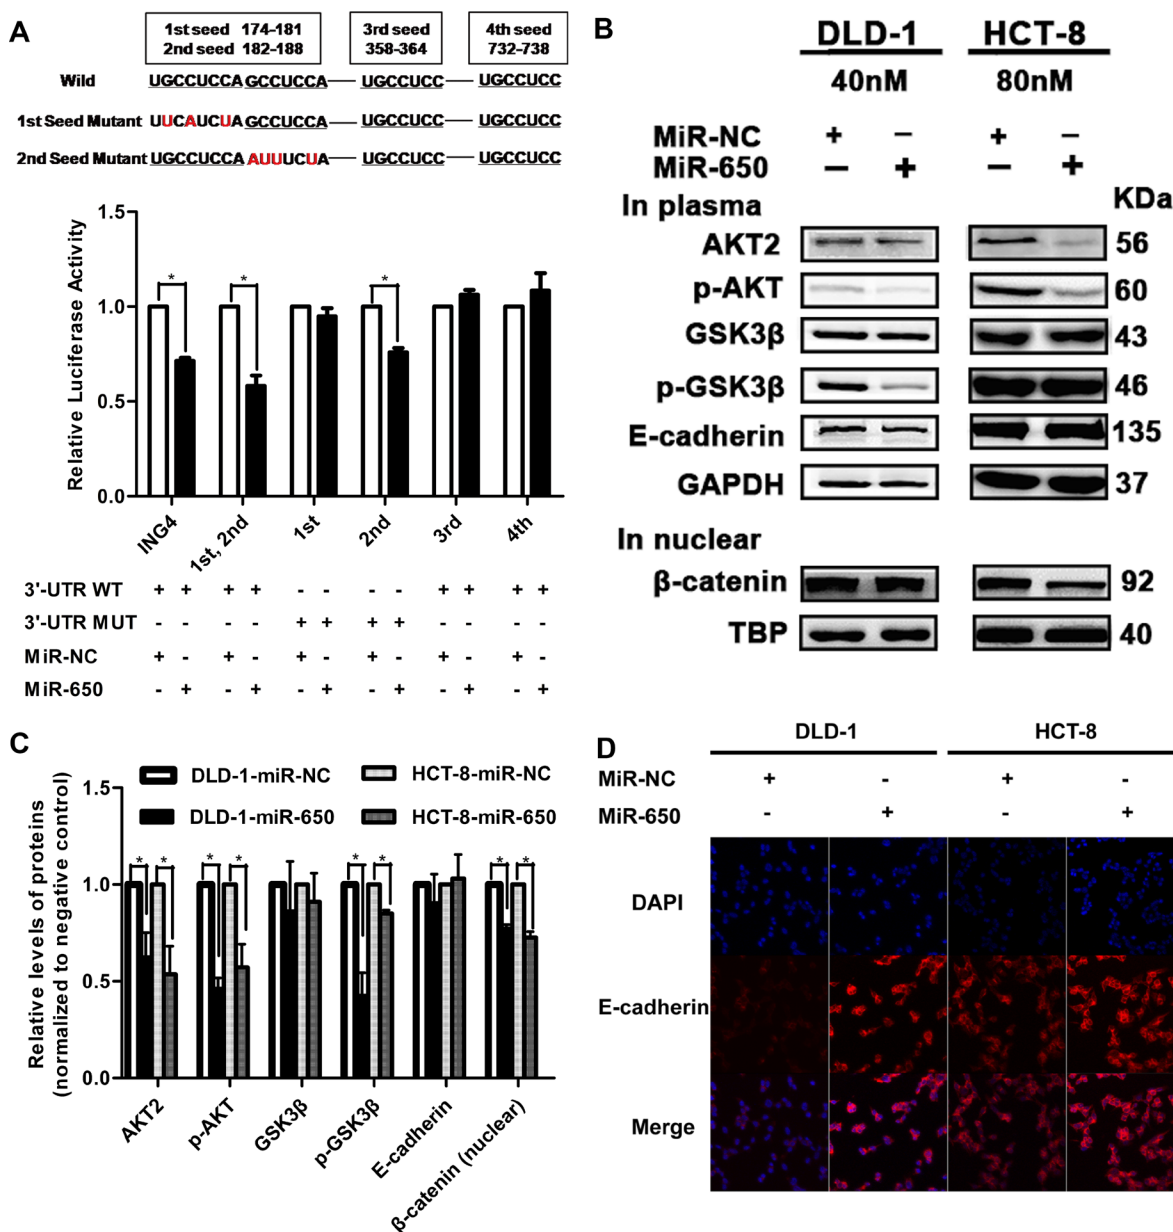 A
1st seed 174-181
2nd seed 182-188
3rd seed
358-364
4th seed
732-738
Wild UGCCUCCA GCCUCCA UGCCUCC UGCCUCC
1st Seed Mutant UUCAUCUA GCCUCCA UGCCUCC UGCCUCC
2nd Seed Mutant UGCCUCCA AUUUCUA UGCCUCC UGCCUCC
Relative Luciferase Activity
1.5
1.0
0.5
0.0
* * *
ING4 1st, 2nd 1st 2nd 3rd 4th
3'-UTR WT + + + + - - - - + + + +
3'-UTR MUT - - - - + + + + - - - -
MiR-NC + - + - + - + - + - + -
MiR-650 - + - + - + - + - + - +
B
DLD-1 HCT-8
40nM 80nM
MiR-NC + − + −
MiR-650 − + − +
In plasma KDa
AKT2 56
p-AKT 60
GSK3β 43
p-GSK3β 46
E-cadherin 135
GAPDH 37
In nuclear
β-catenin 92
TBP 40
C
DLD-1-miR-NC HCT-8-miR-NC
DLD-1-miR-650 HCT-8-miR-650
Relative levels of proteins
(normalized to negative control)
1.5
1.0
0.5
0.0
* * * * * * * *
AKT2 p-AKT GSK3β p-GSK3β E-cadherin β-catenin (nuclear)
D
DLD-1 HCT-8
MiR-NC + - + -
MiR-650 - + - +
DAPI
E-cadherin
Merge